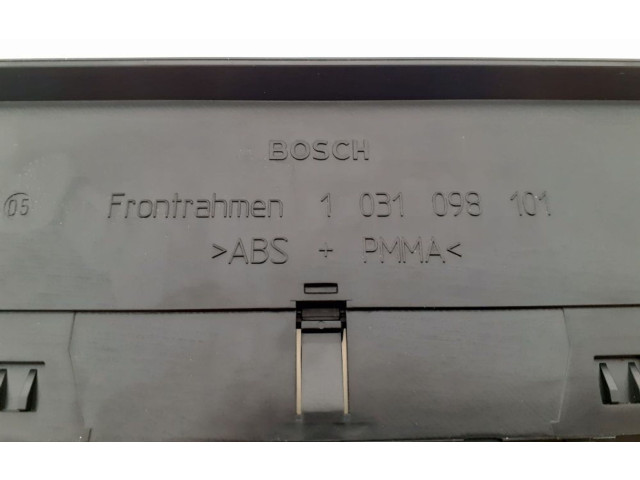 BOSCH
05 Frontrahmen 1 031 098 101
>ABS + PMMA<